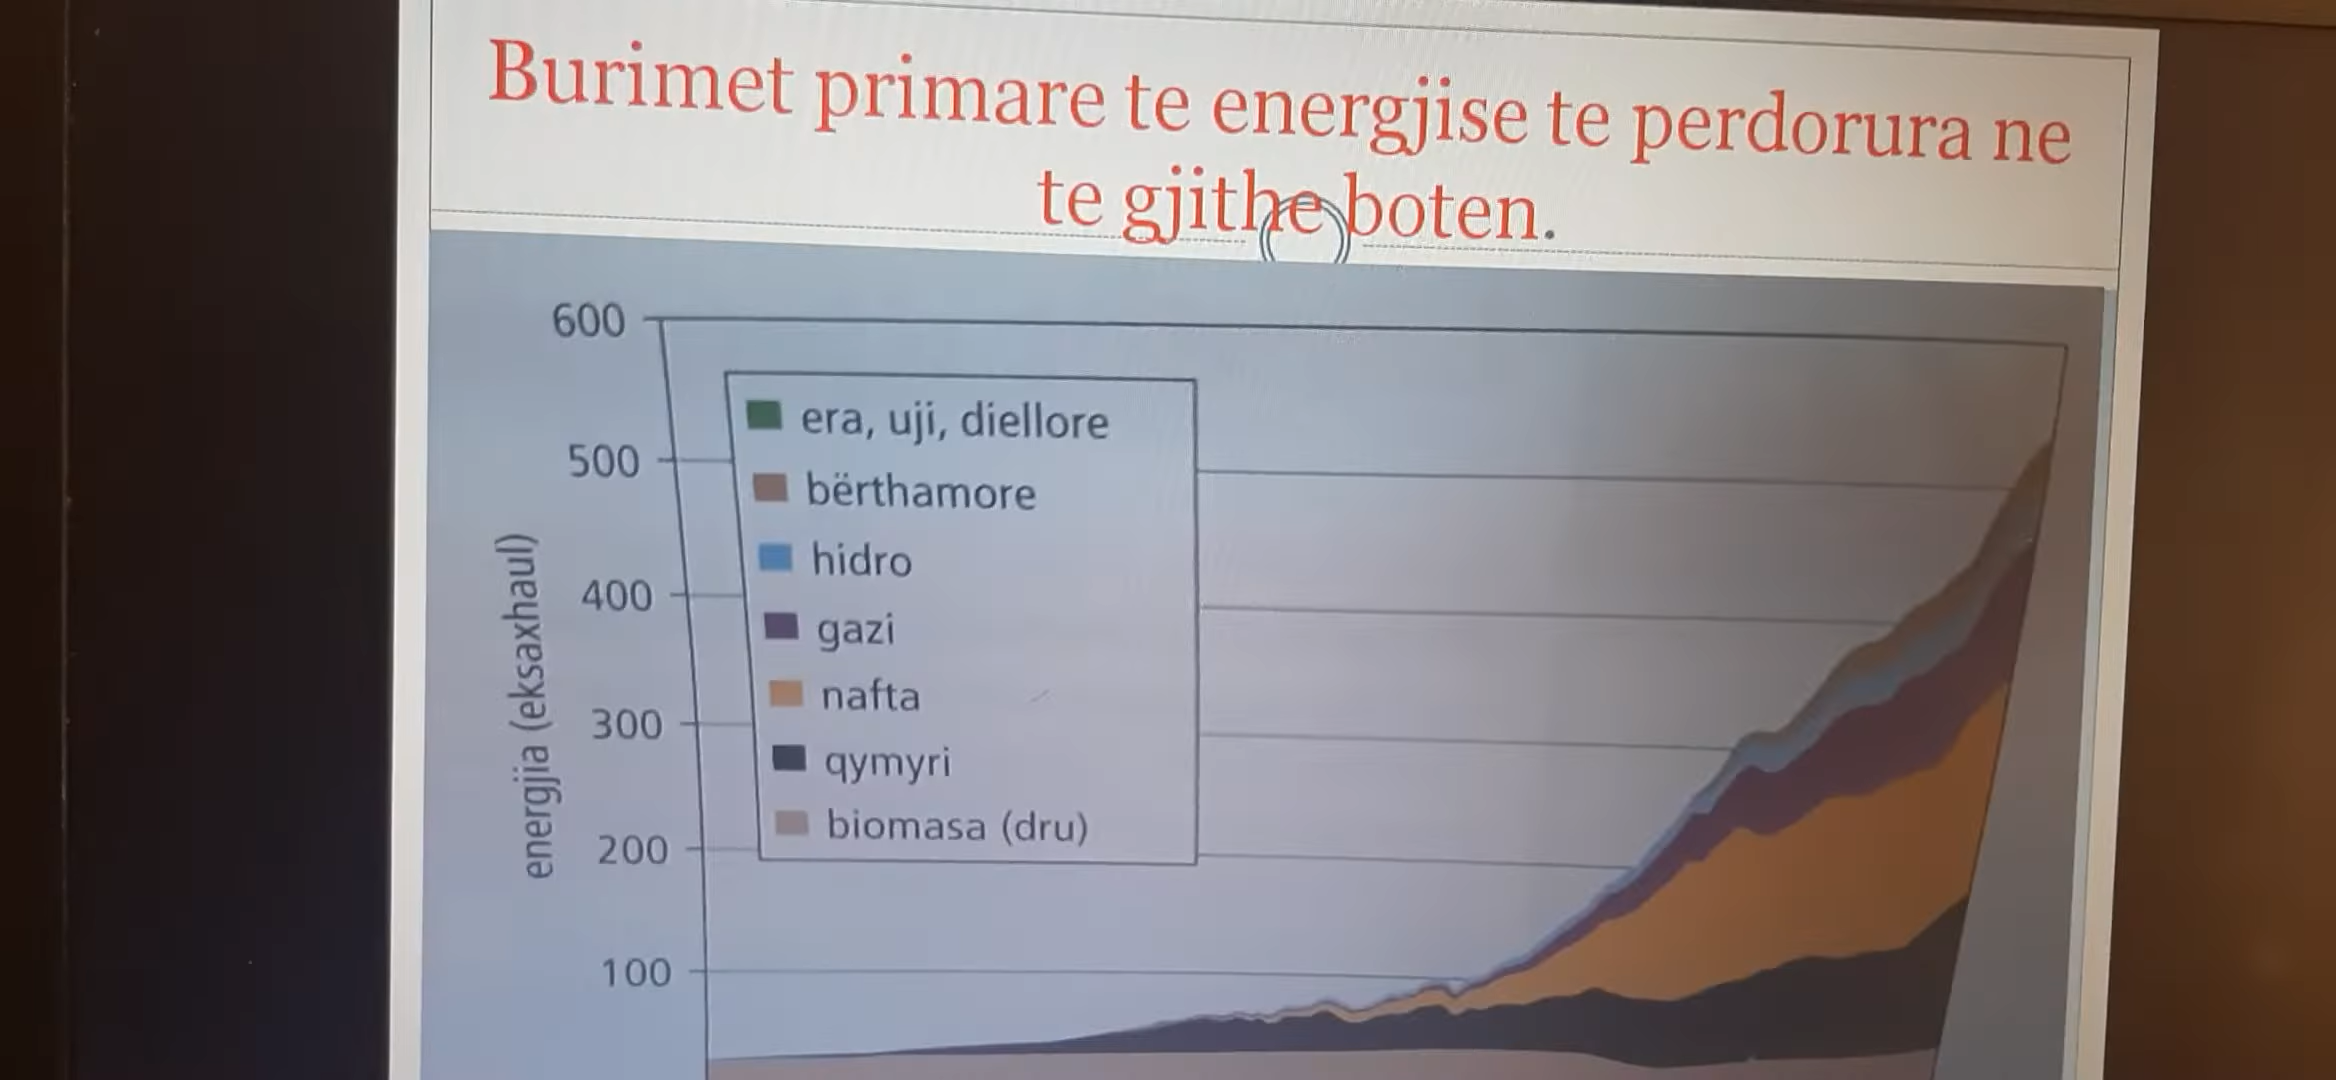 Burimet primare te energjise te perdorura ne
te gjithe boten.
600
500
400
300
200
100
energjia (eksaxhaul)
era, uji, diellore
bërthamore
hidro
gazi
nafta
qymyri
biomasa (dru)